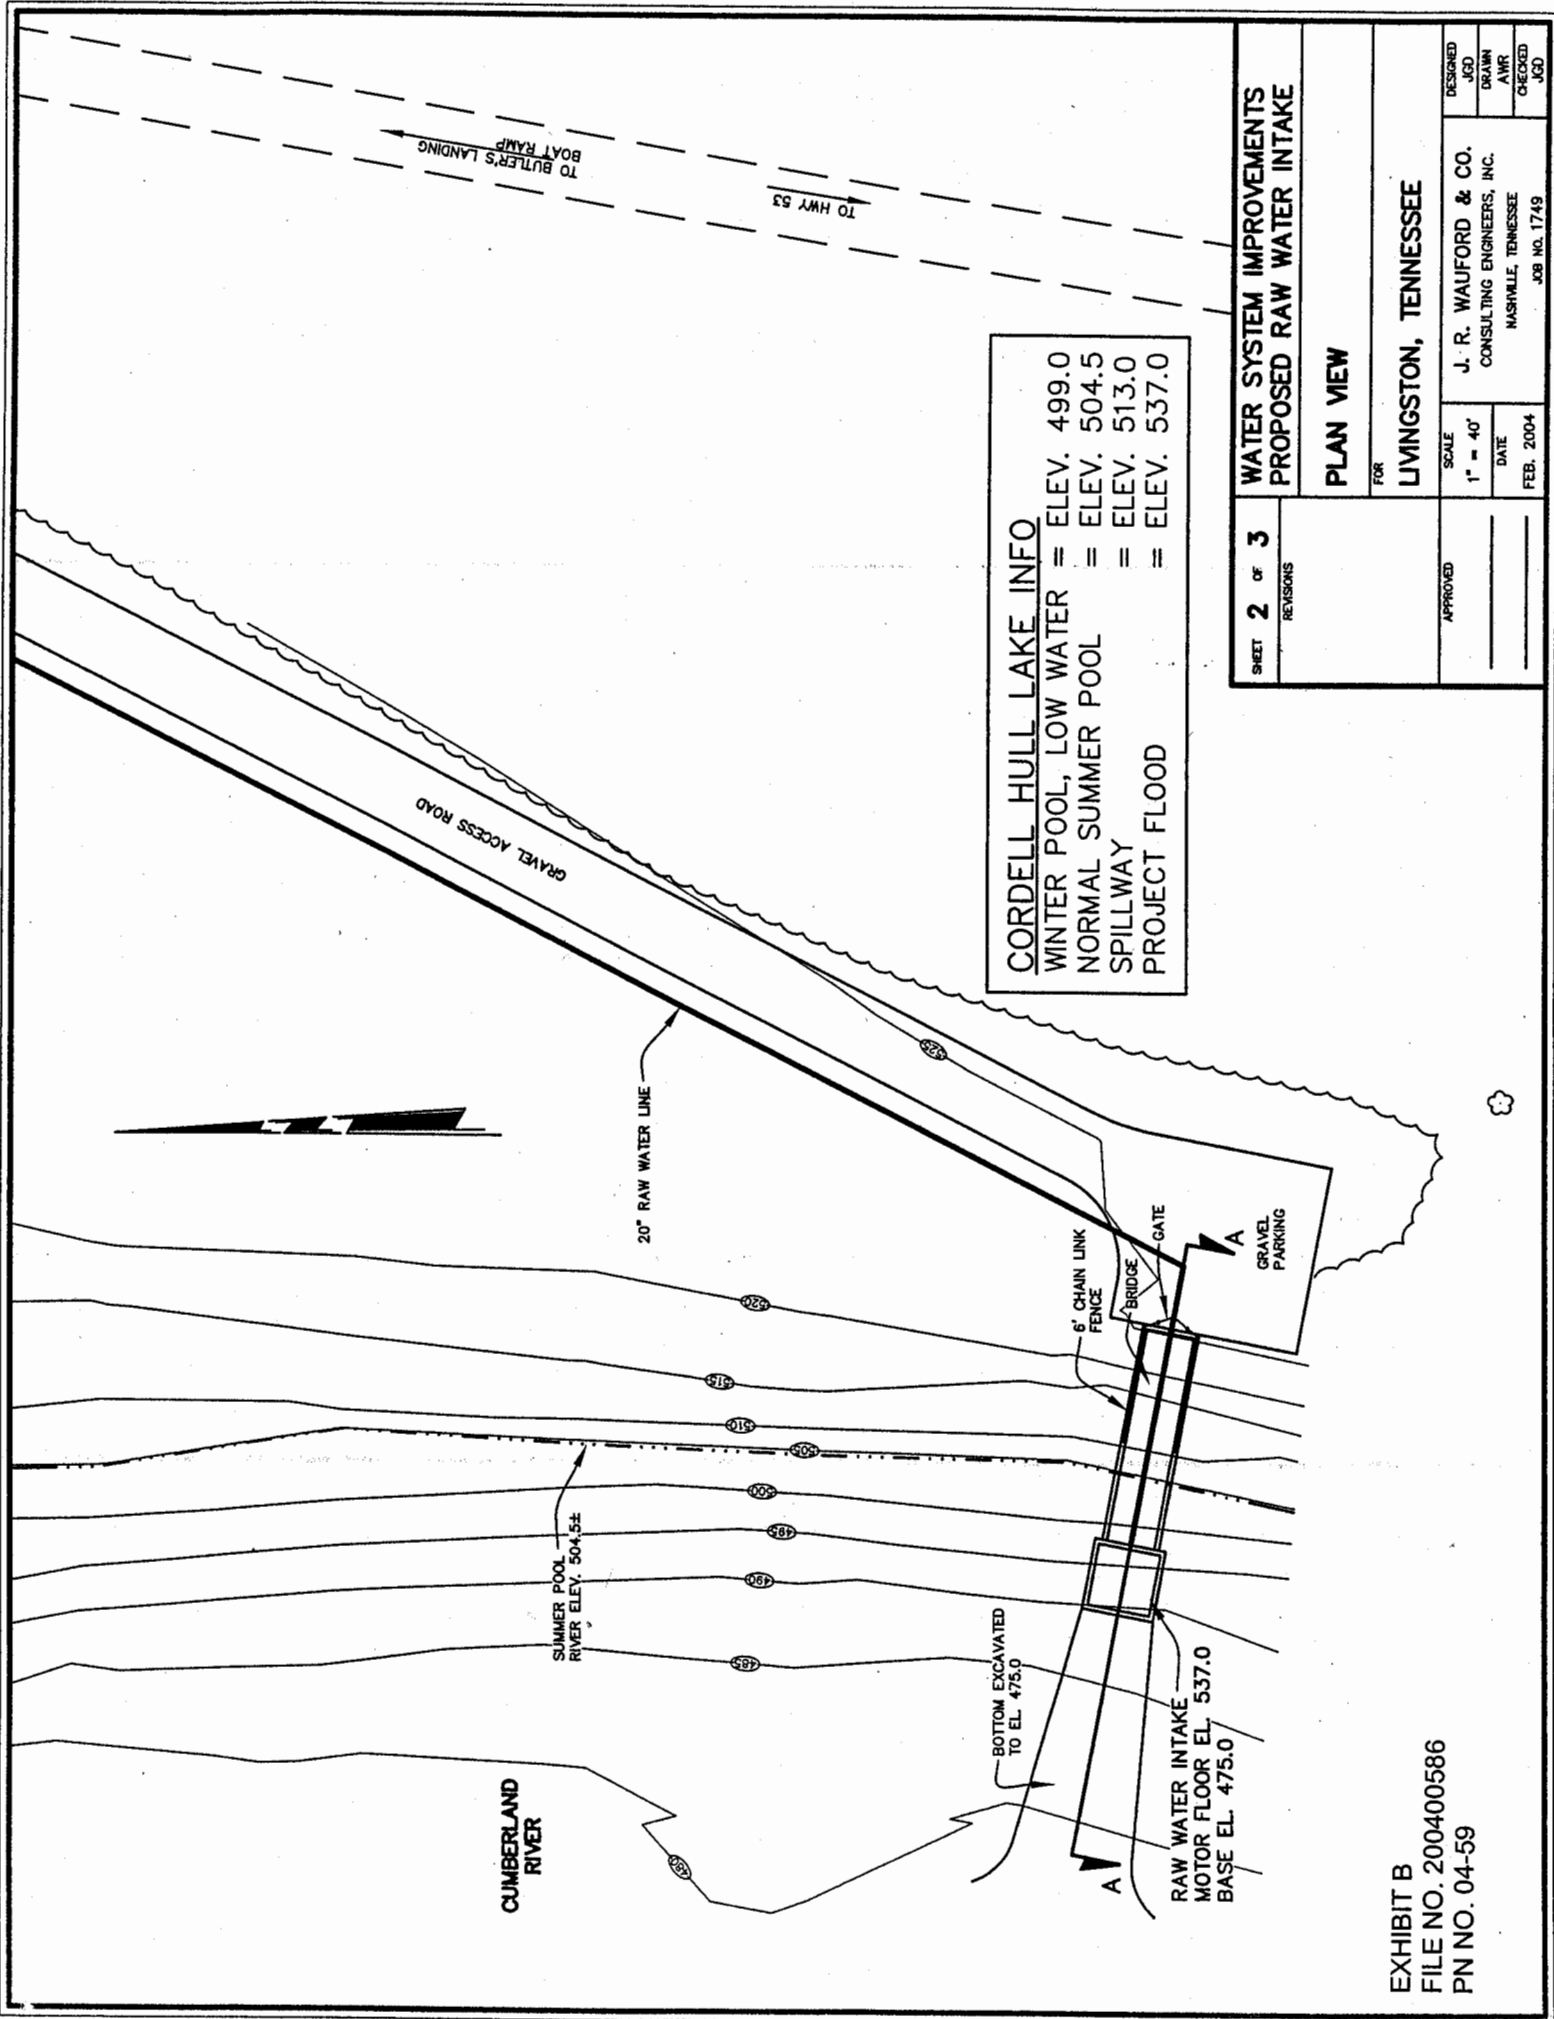 TO BUTLER'S LANDING
BOAT RAMP
TO HWY 53
GRAVEL ACCESS ROAD
20" RAW WATER LINE
525
520
515
510
505
500
495
490
485
480
SUMMER POOL
RIVER ELEV. 504.5±
CUMBERLAND
RIVER
6' CHAIN LINK
FENCE
BRIDGE
GATE
A
GRAVEL
PARKING
BOTTOM EXCAVATED
TO EL. 475.0
A
RAW WATER INTAKE
MOTOR FLOOR EL. 537.0
BASE EL. 475.0
CORDELL HULL LAKE INFO
WINTER POOL, LOW WATER = ELEV. 499.0
NORMAL SUMMER POOL = ELEV. 504.5
SPILLWAY = ELEV. 513.0
PROJECT FLOOD = ELEV. 537.0
EXHIBIT B
FILE NO. 200400586
PN NO. 04-59
SHEET 2 OF 3
REVISIONS
WATER SYSTEM IMPROVEMENTS
PROPOSED RAW WATER INTAKE
PLAN VIEW
FOR
LIVINGSTON, TENNESSEE
APPROVED
SCALE
1" = 40'
DATE
FEB. 2004
J. R. WAUFORD & CO.
CONSULTING ENGINEERS, INC.
NASHVILLE, TENNESSEE
JOB NO. 1749
DESIGNED
JGD
DRAWN
AWR
CHECKED
JGD